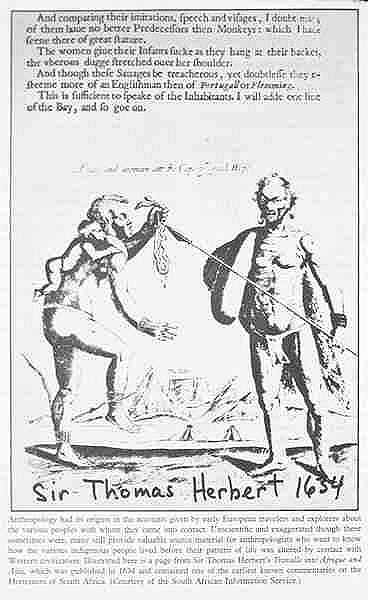 And comparing their imitations, speech and visages, I doubt many
of them haue no better Predecessors then Monkeys: which I haue
seene there of great stature.
The women giue their Infants sucke as they hang at their backes,
the vberous dugge stretched ouer her shoulder.
And though these Sauages be treacherous, yet doubtlesse they e-
steeme more of an Englishman then of Portugall or Flemming.
This is sufficient to speake of the Inhabitants. I will adde one line
of the Bay, and so goe on.
A man and woman at the Cape of good Hope
Sir Thomas Herbert 1634
Anthropology had its origins in the accounts given by early European travelers and explorers about
the various peoples with whom they came into contact. Unscientific and exaggerated though these
sometimes were, many still provide valuable source material for anthropologists who want to know
how the various indigenous people lived before their pattern of life was altered by contact with
Western civilizations. Illustrated here is a page from Sir Thomas Herbert's Travaile into Afrique and
Asia, which was published in 1634 and contained one of the earliest known commentaries on the
Hottentots of South Africa. (Courtesy of the South African Information Service.)